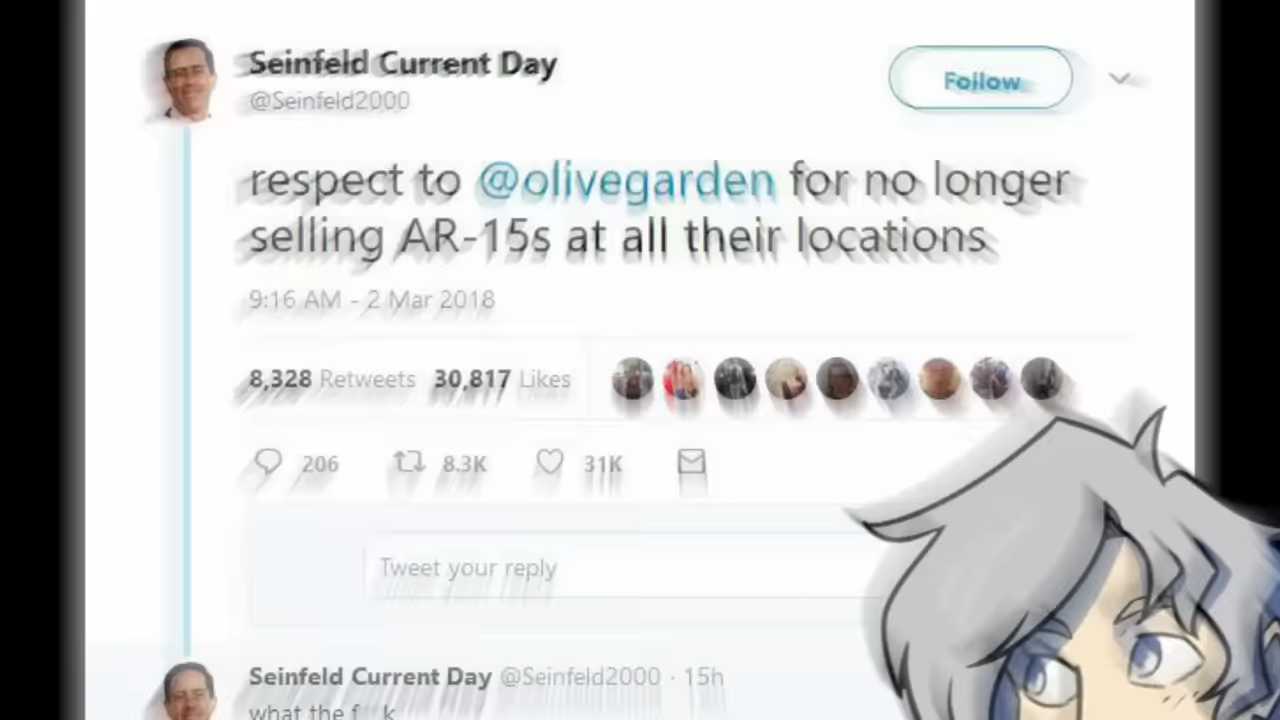 Seinfeld Current Day
@Seinfeld2000
Follow
respect to @olivegarden for no longer
selling AR-15s at all their locations
9:16 AM - 2 Mar 2018
8,328 Retweets 30,817 Likes
206 8.3K 31K
Tweet your reply
Seinfeld Current Day @Seinfeld2000 · 15h
what the f k